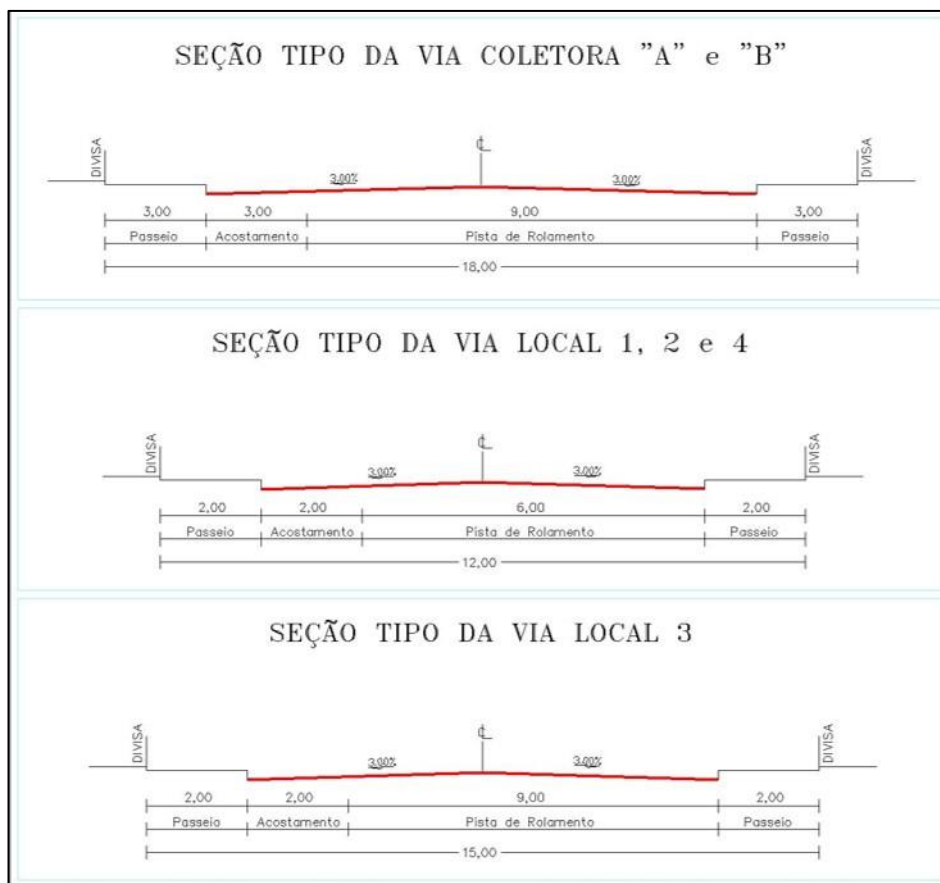 SEÇÃO TIPO DA VIA COLETORA "A" e "B"
DIVISA
℄
DIVISA
3.00%
3.00%
3,00
3,00
9,00
3,00
Passeio
Acostamento
Pista de Rolamento
Passeio
18,00
SEÇÃO TIPO DA VIA LOCAL 1, 2 e 4
DIVISA
℄
DIVISA
3.00%
3.00%
2,00
2,00
6,00
2,00
Passeio
Acostamento
Pista de Rolamento
Passeio
12,00
SEÇÃO TIPO DA VIA LOCAL 3
DIVISA
℄
DIVISA
3.00%
3.00%
2,00
2,00
9,00
2,00
Passeio
Acostamento
Pista de Rolamento
Passeio
15,00